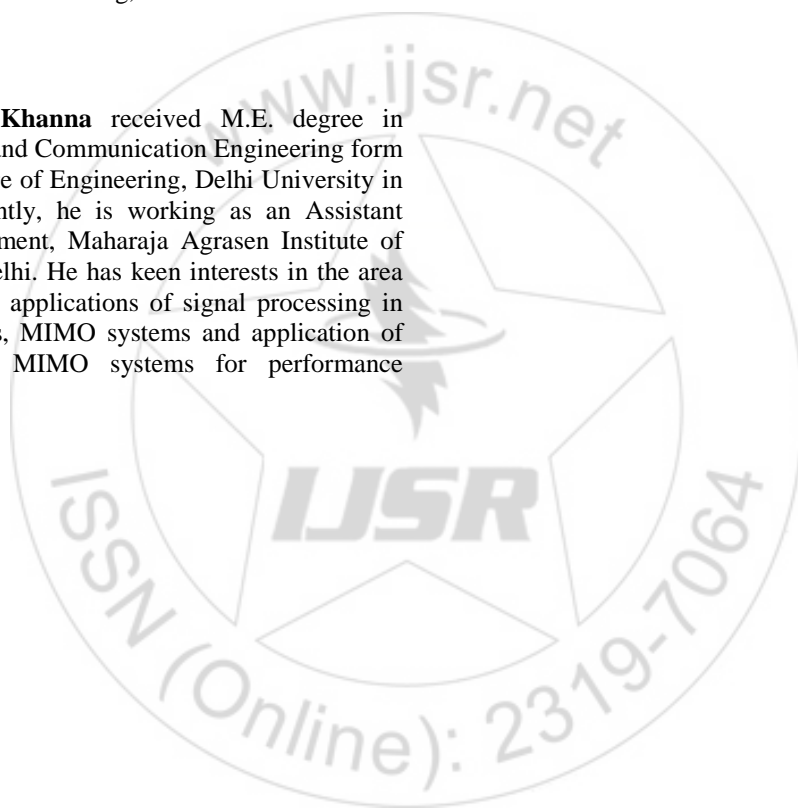 Khanna received M.E. degree in
and Communication Engineering form
e of Engineering, Delhi University in
ntly, he is working as an Assistant
ment, Maharaja Agrasen Institute of
elhi. He has keen interests in the area
applications of signal processing in
s, MIMO systems and application of
MIMO systems for performance
www.ijsr.net
IJSR
ISSN (Online): 2319-7064